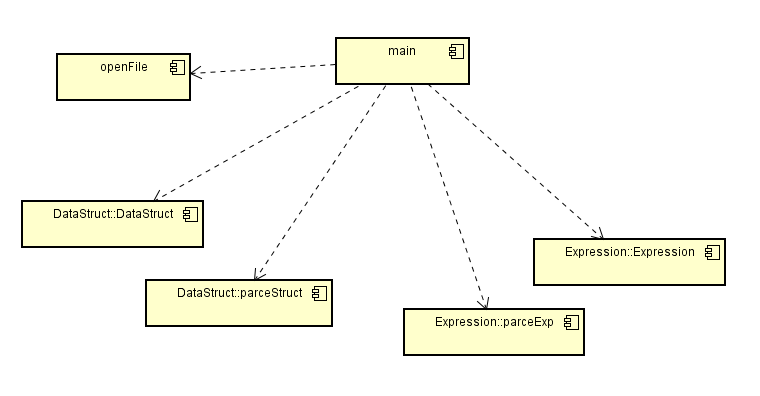 main
openFile
DataStruct::DataStruct
Expression::Expression
DataStruct::parceStruct
Expression::parceExp